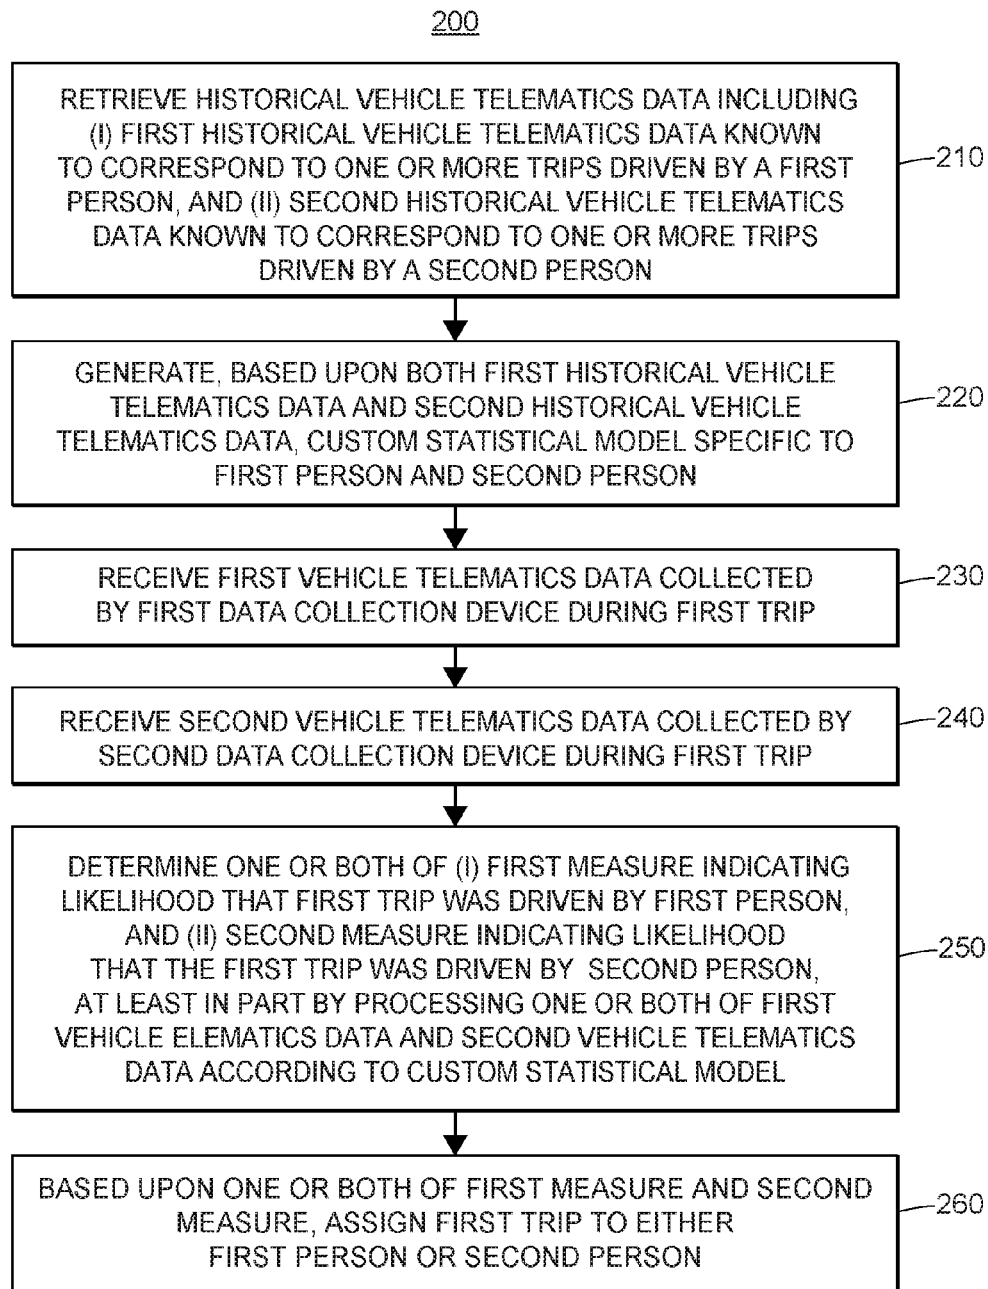 200
RETRIEVE HISTORICAL VEHICLE TELEMATICS DATA INCLUDING
(I) FIRST HISTORICAL VEHICLE TELEMATICS DATA KNOWN
TO CORRESPOND TO ONE OR MORE TRIPS DRIVEN BY A FIRST
PERSON, AND (II) SECOND HISTORICAL VEHICLE TELEMATICS
DATA KNOWN TO CORRESPOND TO ONE OR MORE TRIPS
DRIVEN BY A SECOND PERSON
210
GENERATE, BASED UPON BOTH FIRST HISTORICAL VEHICLE
TELEMATICS DATA AND SECOND HISTORICAL VEHICLE
TELEMATICS DATA, CUSTOM STATISTICAL MODEL SPECIFIC TO
FIRST PERSON AND SECOND PERSON
220
RECEIVE FIRST VEHICLE TELEMATICS DATA COLLECTED
BY FIRST DATA COLLECTION DEVICE DURING FIRST TRIP
230
RECEIVE SECOND VEHICLE TELEMATICS DATA COLLECTED BY
SECOND DATA COLLECTION DEVICE DURING FIRST TRIP
240
DETERMINE ONE OR BOTH OF (I) FIRST MEASURE INDICATING
LIKELIHOOD THAT FIRST TRIP WAS DRIVEN BY FIRST PERSON,
AND (II) SECOND MEASURE INDICATING LIKELIHOOD
THAT THE FIRST TRIP WAS DRIVEN BY SECOND PERSON,
AT LEAST IN PART BY PROCESSING ONE OR BOTH OF FIRST
VEHICLE ELEMATICS DATA AND SECOND VEHICLE TELEMATICS
DATA ACCORDING TO CUSTOM STATISTICAL MODEL
250
BASED UPON ONE OR BOTH OF FIRST MEASURE AND SECOND
MEASURE, ASSIGN FIRST TRIP TO EITHER
FIRST PERSON OR SECOND PERSON
260